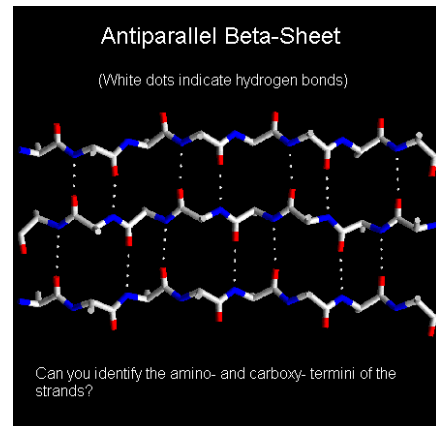 Antiparallel Beta-Sheet
(White dots indicate hydrogen bonds)
Can you identify the amino- and carboxy- termini of the
strands?